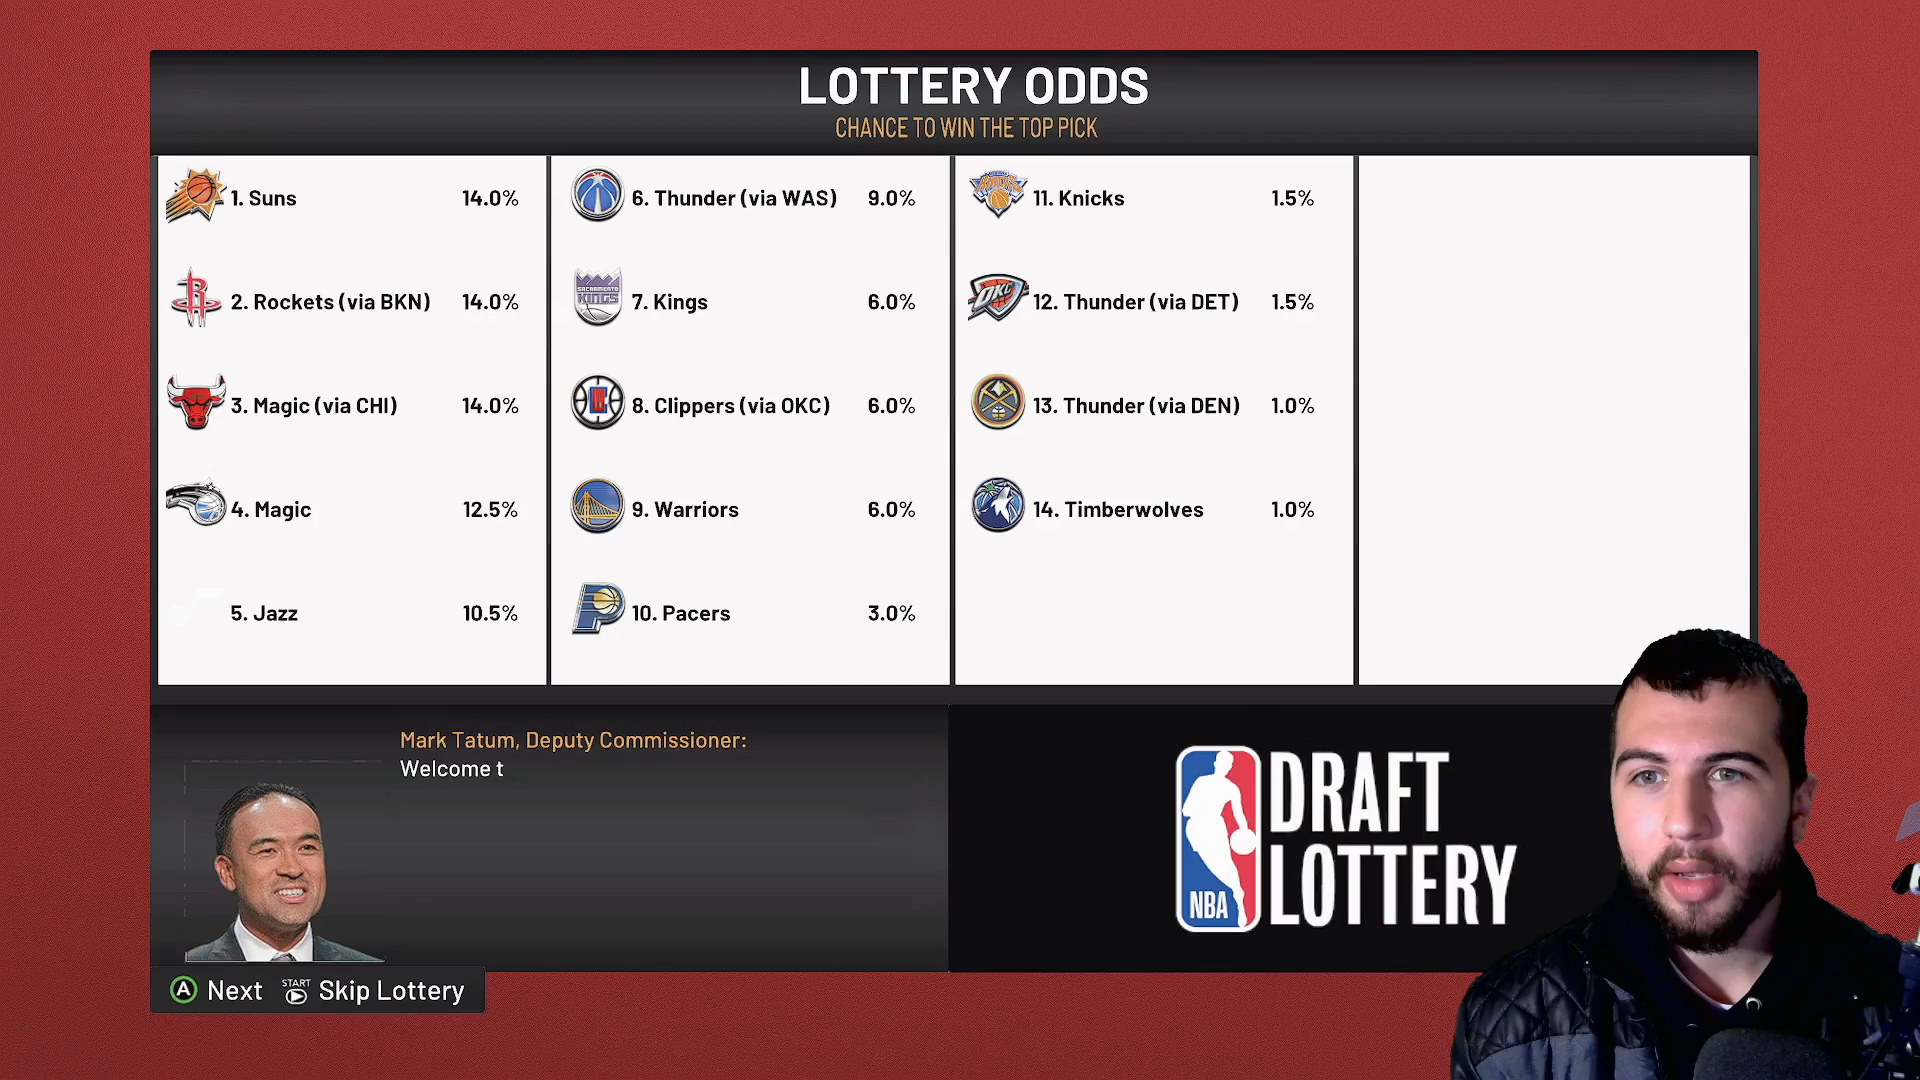 LOTTERY ODDS
CHANCE TO WIN THE TOP PICK
1. Suns 14.0%
2. Rockets (via BKN) 14.0%
3. Magic (via CHI) 14.0%
4. Magic 12.5%
5. Jazz 10.5%
6. Thunder (via WAS) 9.0%
7. Kings 6.0%
8. Clippers (via OKC) 6.0%
9. Warriors 6.0%
10. Pacers 3.0%
11. Knicks 1.5%
12. Thunder (via DET) 1.5%
13. Thunder (via DEN) 1.0%
14. Timberwolves 1.0%
SACRAMENTO
KINGS
KNICKS
OKC
Mark Tatum, Deputy Commissioner:
Welcome t
NBA
DRAFT
LOTTERY
A Next START Skip Lottery